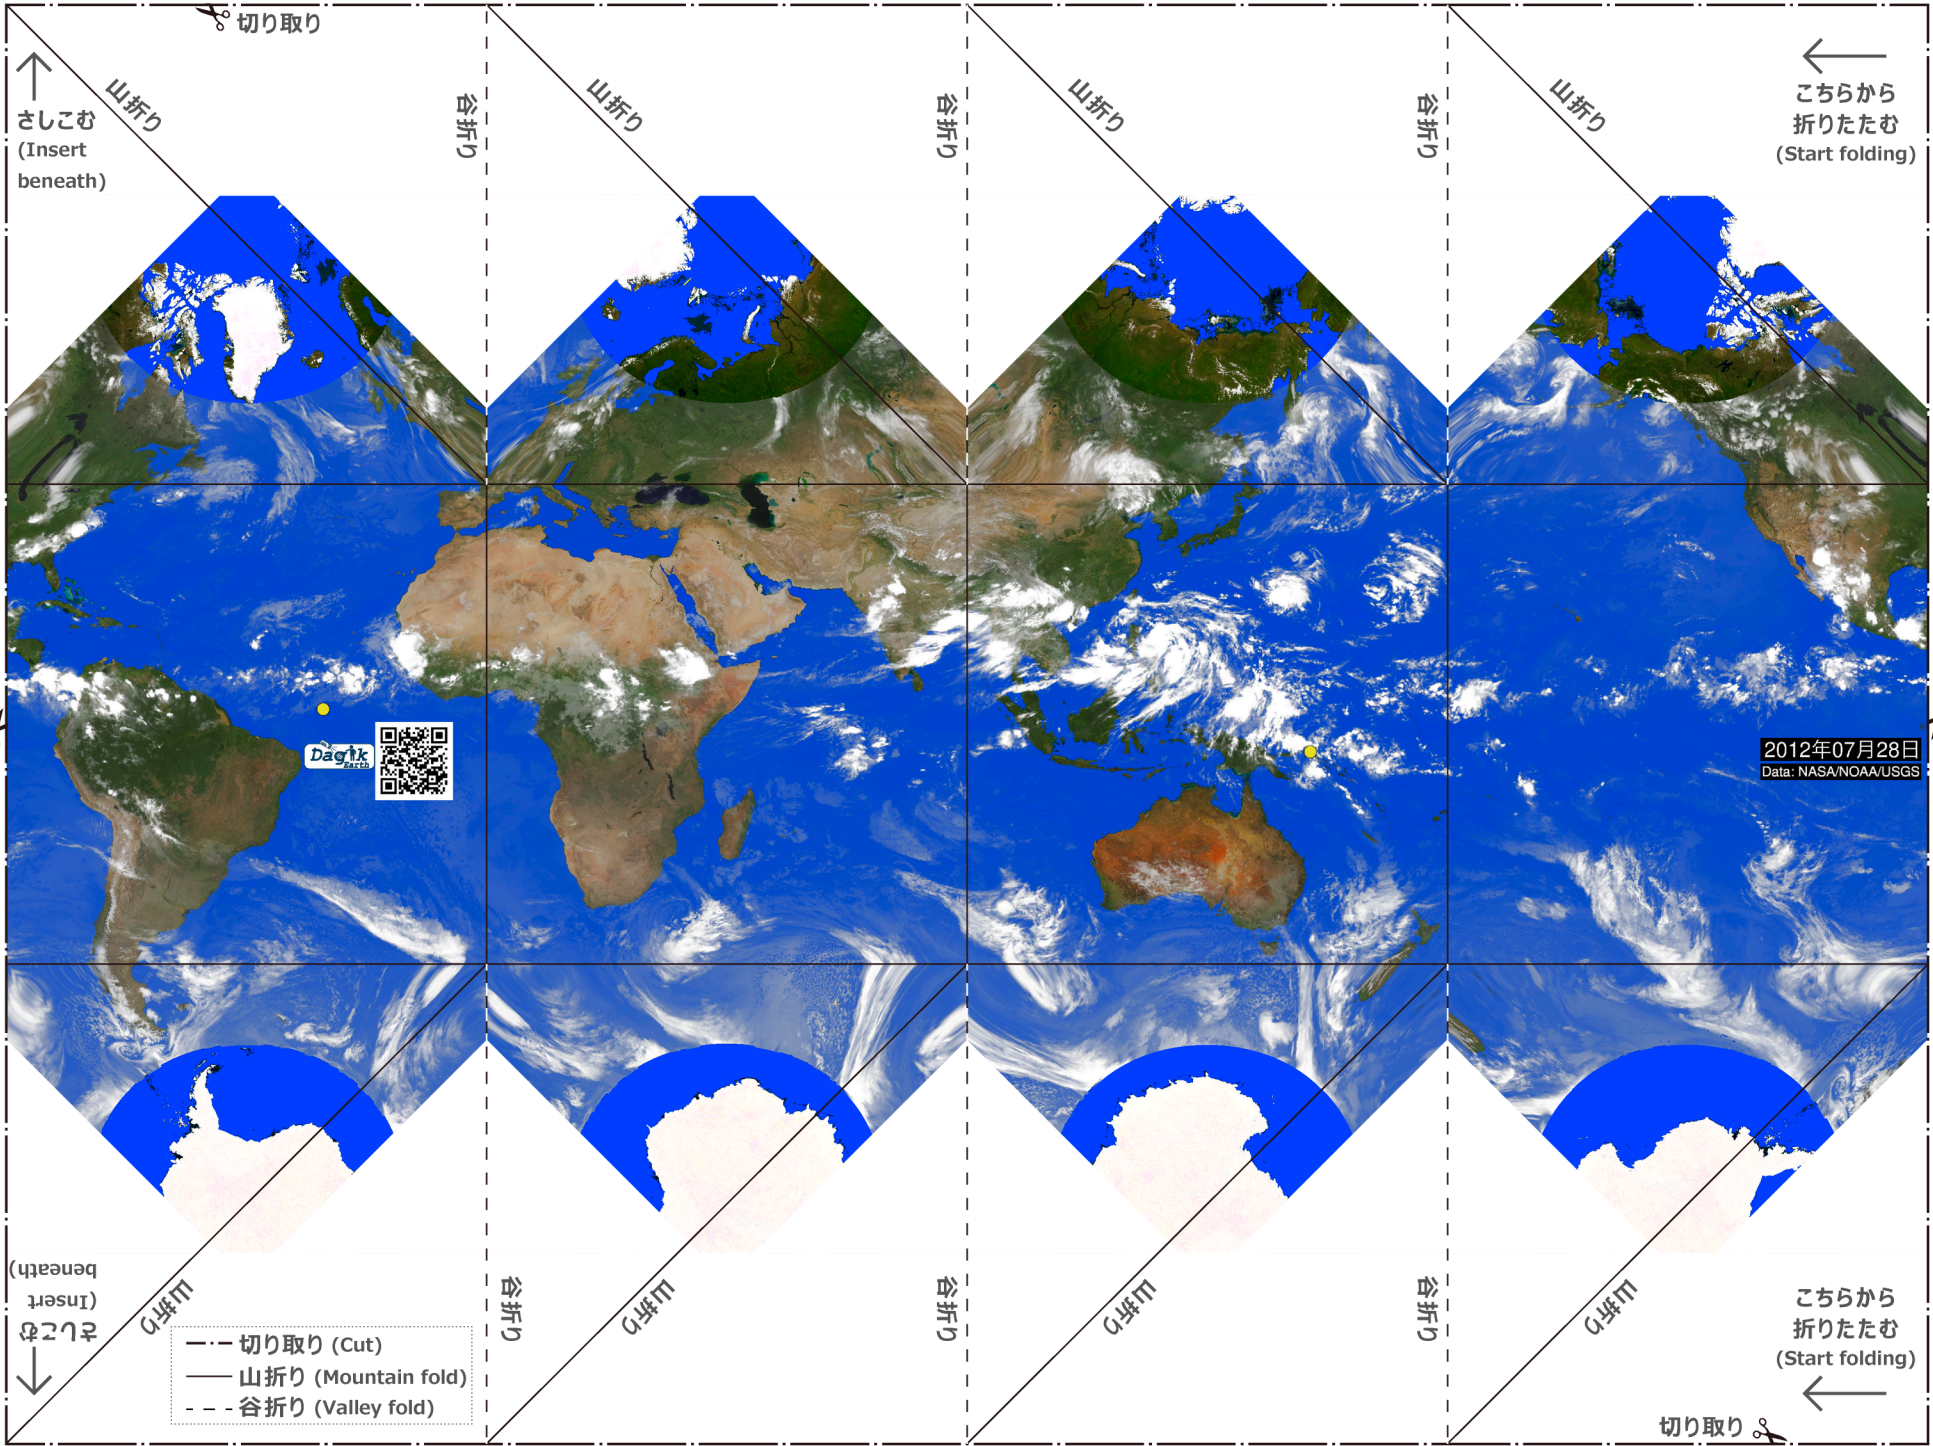 切り取り
山折り
谷折り
山折り
谷折り
山折り
谷折り
山折り
さしこむ
(Insert
beneath)
こちらから
折りたたむ
(Start folding)
Dagik
Earth
2012年07月28日
Data: NASA/NOAA/USGS
さしこむ
(Insert
beneath)
山折り
谷折り
山折り
谷折り
山折り
谷折り
山折り
こちらから
折りたたむ
(Start folding)
切り取り (Cut)
山折り (Mountain fold)
谷折り (Valley fold)
切り取り